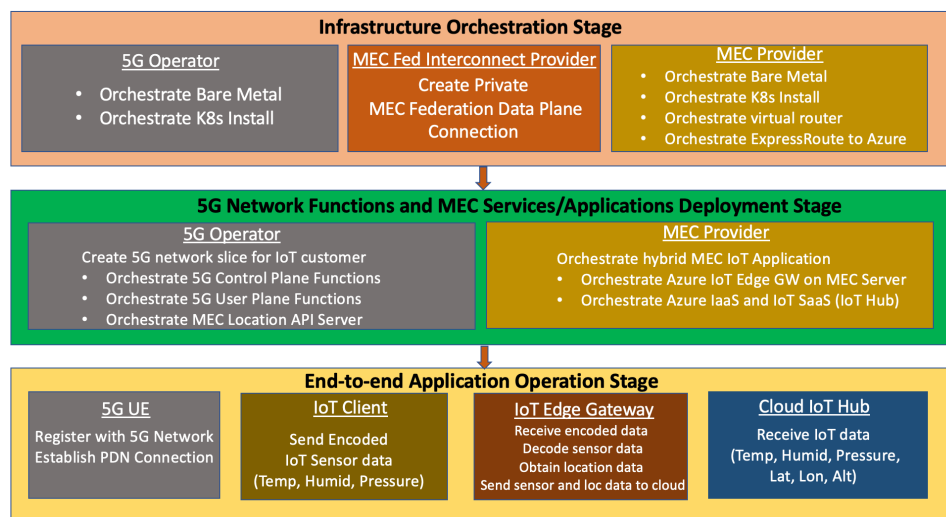 Infrastructure Orchestration Stage
5G Operator
• Orchestrate Bare Metal
• Orchestrate K8s Install
MEC Fed Interconnect Provider
Create Private
MEC Federation Data Plane
Connection
MEC Provider
• Orchestrate Bare Metal
• Orchestrate K8s Install
• Orchestrate virtual router
• Orchestrate ExpressRoute to Azure
5G Network Functions and MEC Services/Applications Deployment Stage
5G Operator
Create 5G network slice for IoT customer
• Orchestrate 5G Control Plane Functions
• Orchestrate 5G User Plane Functions
• Orchestrate MEC Location API Server
MEC Provider
Orchestrate hybrid MEC IoT Application
• Orchestrate Azure IoT Edge GW on MEC Server
• Orchestrate Azure IaaS and IoT SaaS (IoT Hub)
End-to-end Application Operation Stage
5G UE
Register with 5G Network
Establish PDN Connection
IoT Client
Send Encoded
IoT Sensor data
(Temp, Humid, Pressure)
IoT Edge Gateway
Receive encoded data
Decode sensor data
Obtain location data
Send sensor and loc data to cloud
Cloud IoT Hub
Receive IoT data
(Temp, Humid, Pressure,
Lat, Lon, Alt)